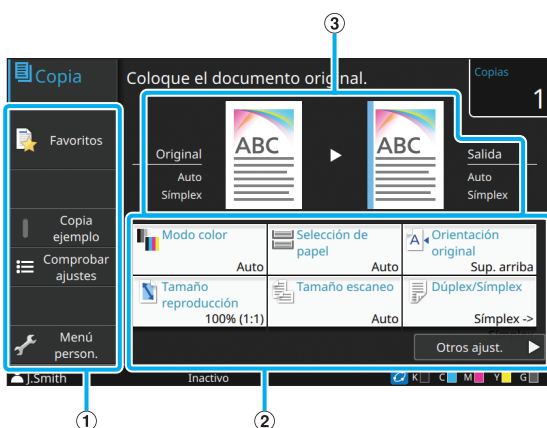 3
Copia
Coloque el documento original.
Copias
1
Favoritos
Original
Auto
Símplex
ABC
ABC
Salida
Auto
Símplex
Copia
ejemplo
Comprobar
ajustes
Menú
person.
Modo color
Auto
Selección de
papel
Auto
A
Orientación
original
Sup. arriba
Tamaño
reproducción
100% (1:1)
Tamaño escaneo
Auto
Dúplex/Símplex
Símplex ->
Otros ajust.
J.Smith
Inactivo
K C M Y G
1
2